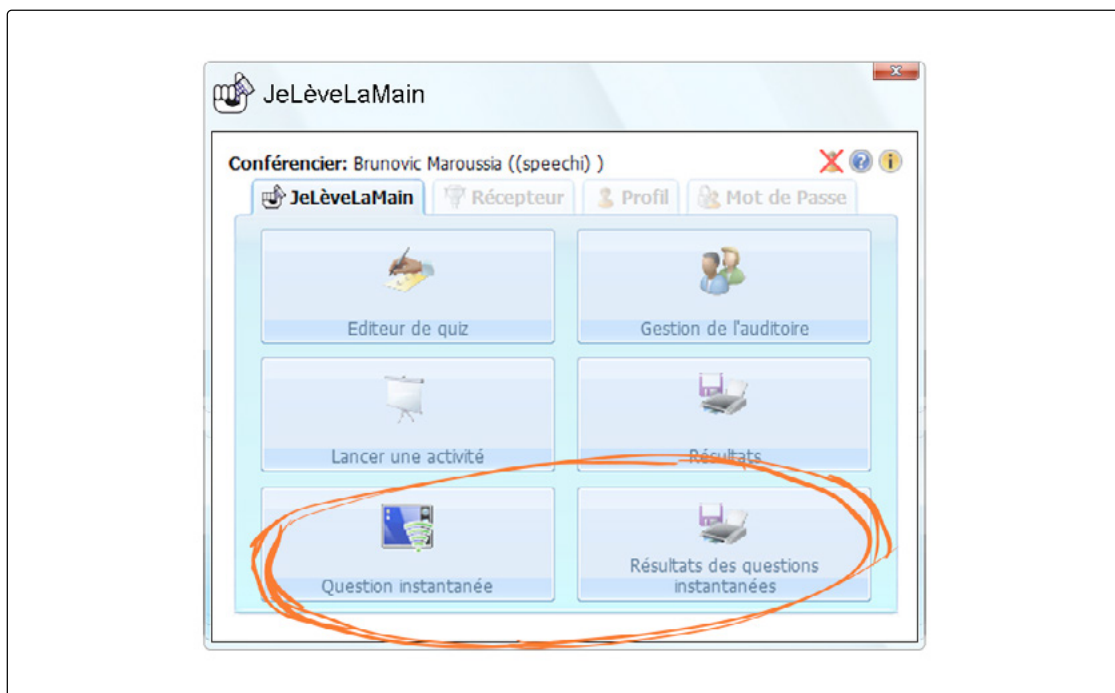 JeLèveLaMain
Conférencier: Brunovic Maroussia ((speechi) )
JeLèveLaMain Récepteur Profil Mot de Passe
Editeur de quiz Gestion de l'auditoire
Lancer une activité Résultats
Question instantanée
Résultats des questions
instantanées